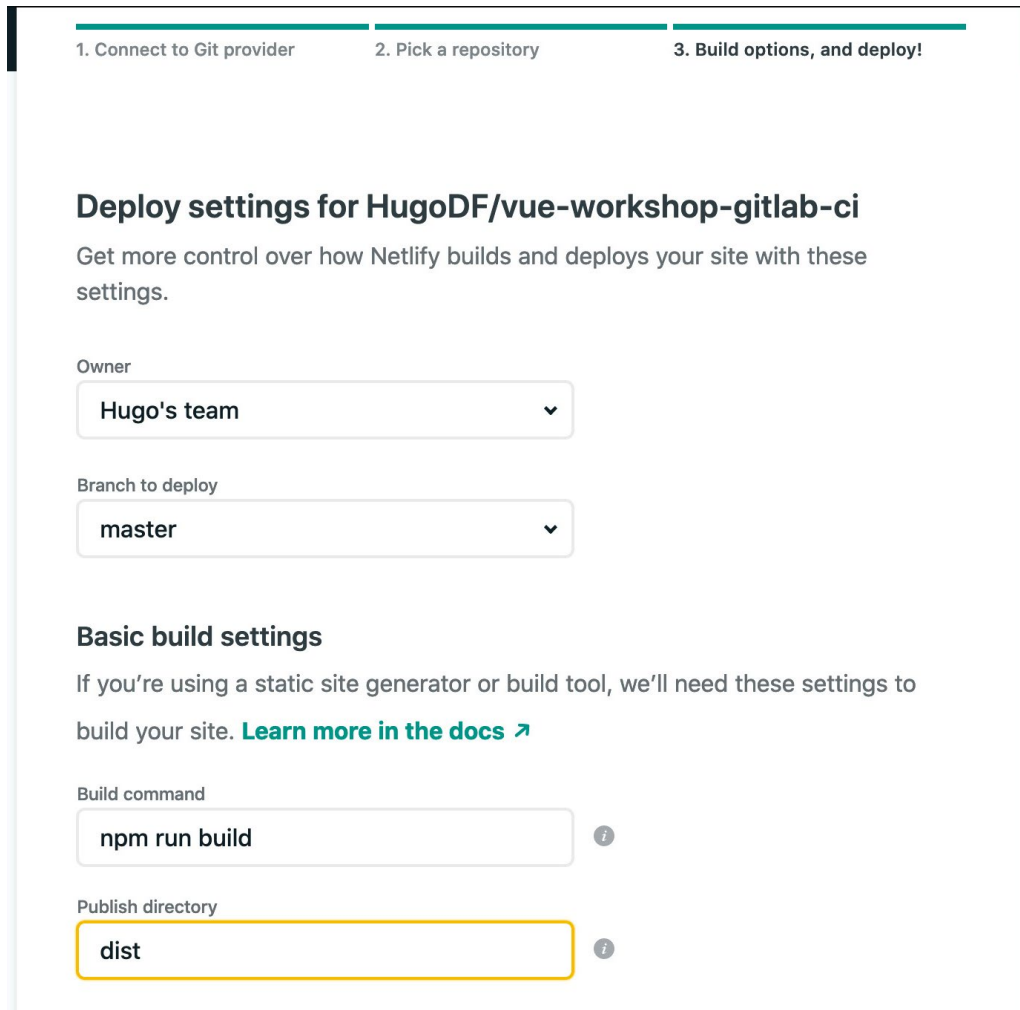 1. Connect to Git provider
2. Pick a repository
3. Build options, and deploy!
Deploy settings for HugoDF/vue-workshop-gitlab-ci
Get more control over how Netlify builds and deploys your site with these
settings.
Owner
Hugo's team
Branch to deploy
master
Basic build settings
If you’re using a static site generator or build tool, we’ll need these settings to
build your site. Learn more in the docs ↗
Build command
npm run build
i
Publish directory
dist
i